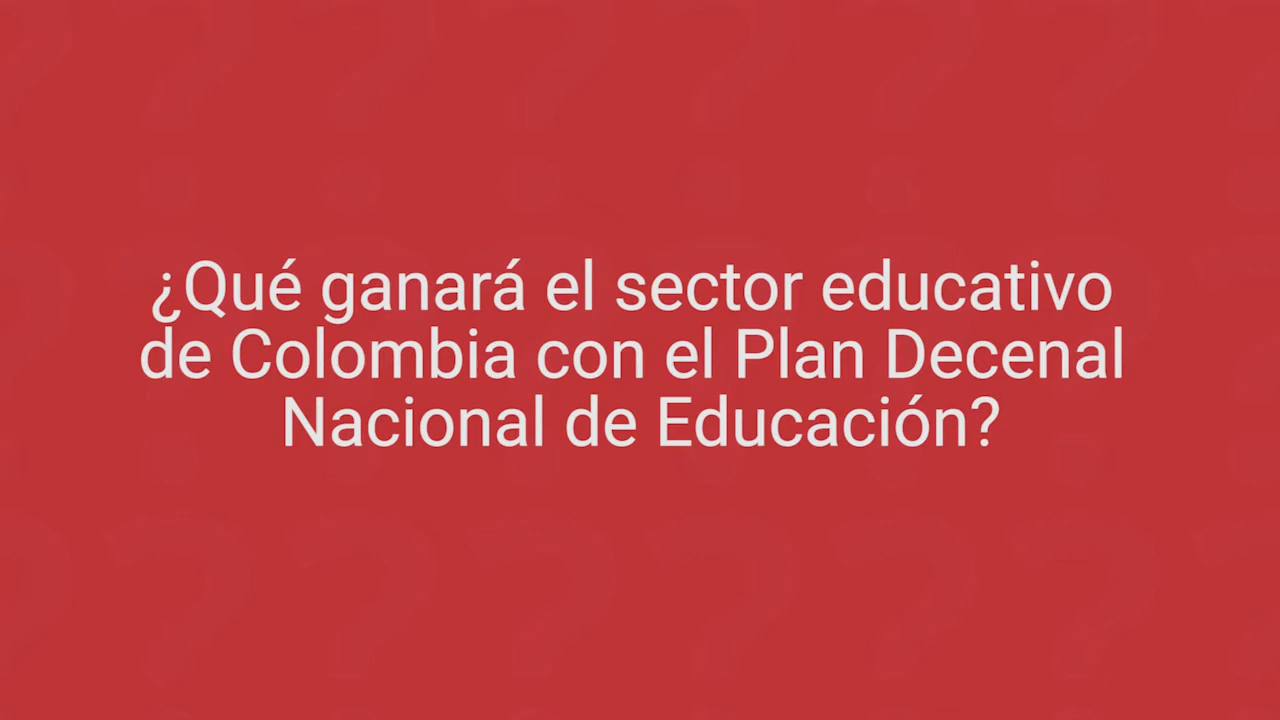 ¿Qué ganará el sector educativo
de Colombia con el Plan Decenal
Nacional de Educación?